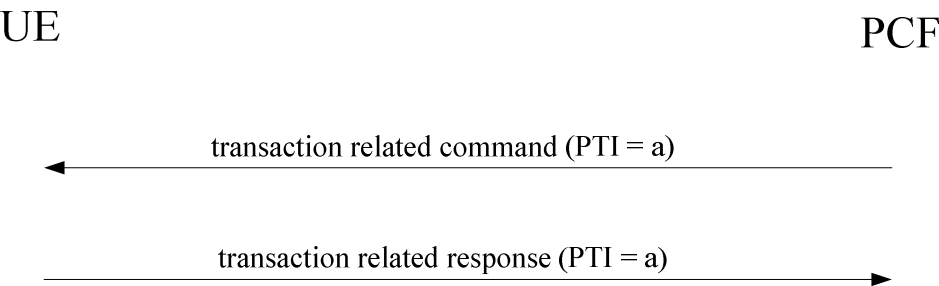 UE
PCF
transaction related command (PTI = a)
transaction related response (PTI = a)